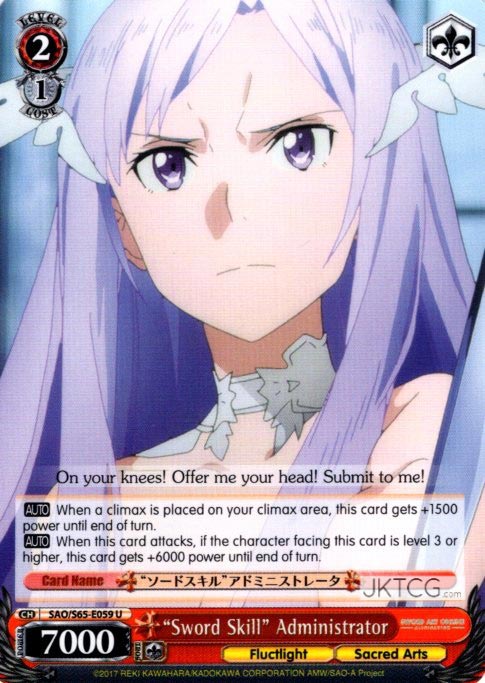 LEVEL
2
1
COST
On your knees! Offer me your head! Submit to me!
AUTO When a climax is placed on your climax area, this card gets +1500
power until end of turn.
AUTO When this card attacks, if the character facing this card is level 3 or
higher, this card gets +6000 power until end of turn.
Card Name "ソードスキル"アドミニストレータ
JKTCG.com
CH SAO/S65-E059 U
POWER 7000 SOUL
"Sword Skill" Administrator
SWORD ART ONLINE
ALICIZATION
Fluctlight Sacred Arts
©2017 REKI KAWAHARA/KADOKAWA CORPORATION AMW/SAO-A Project